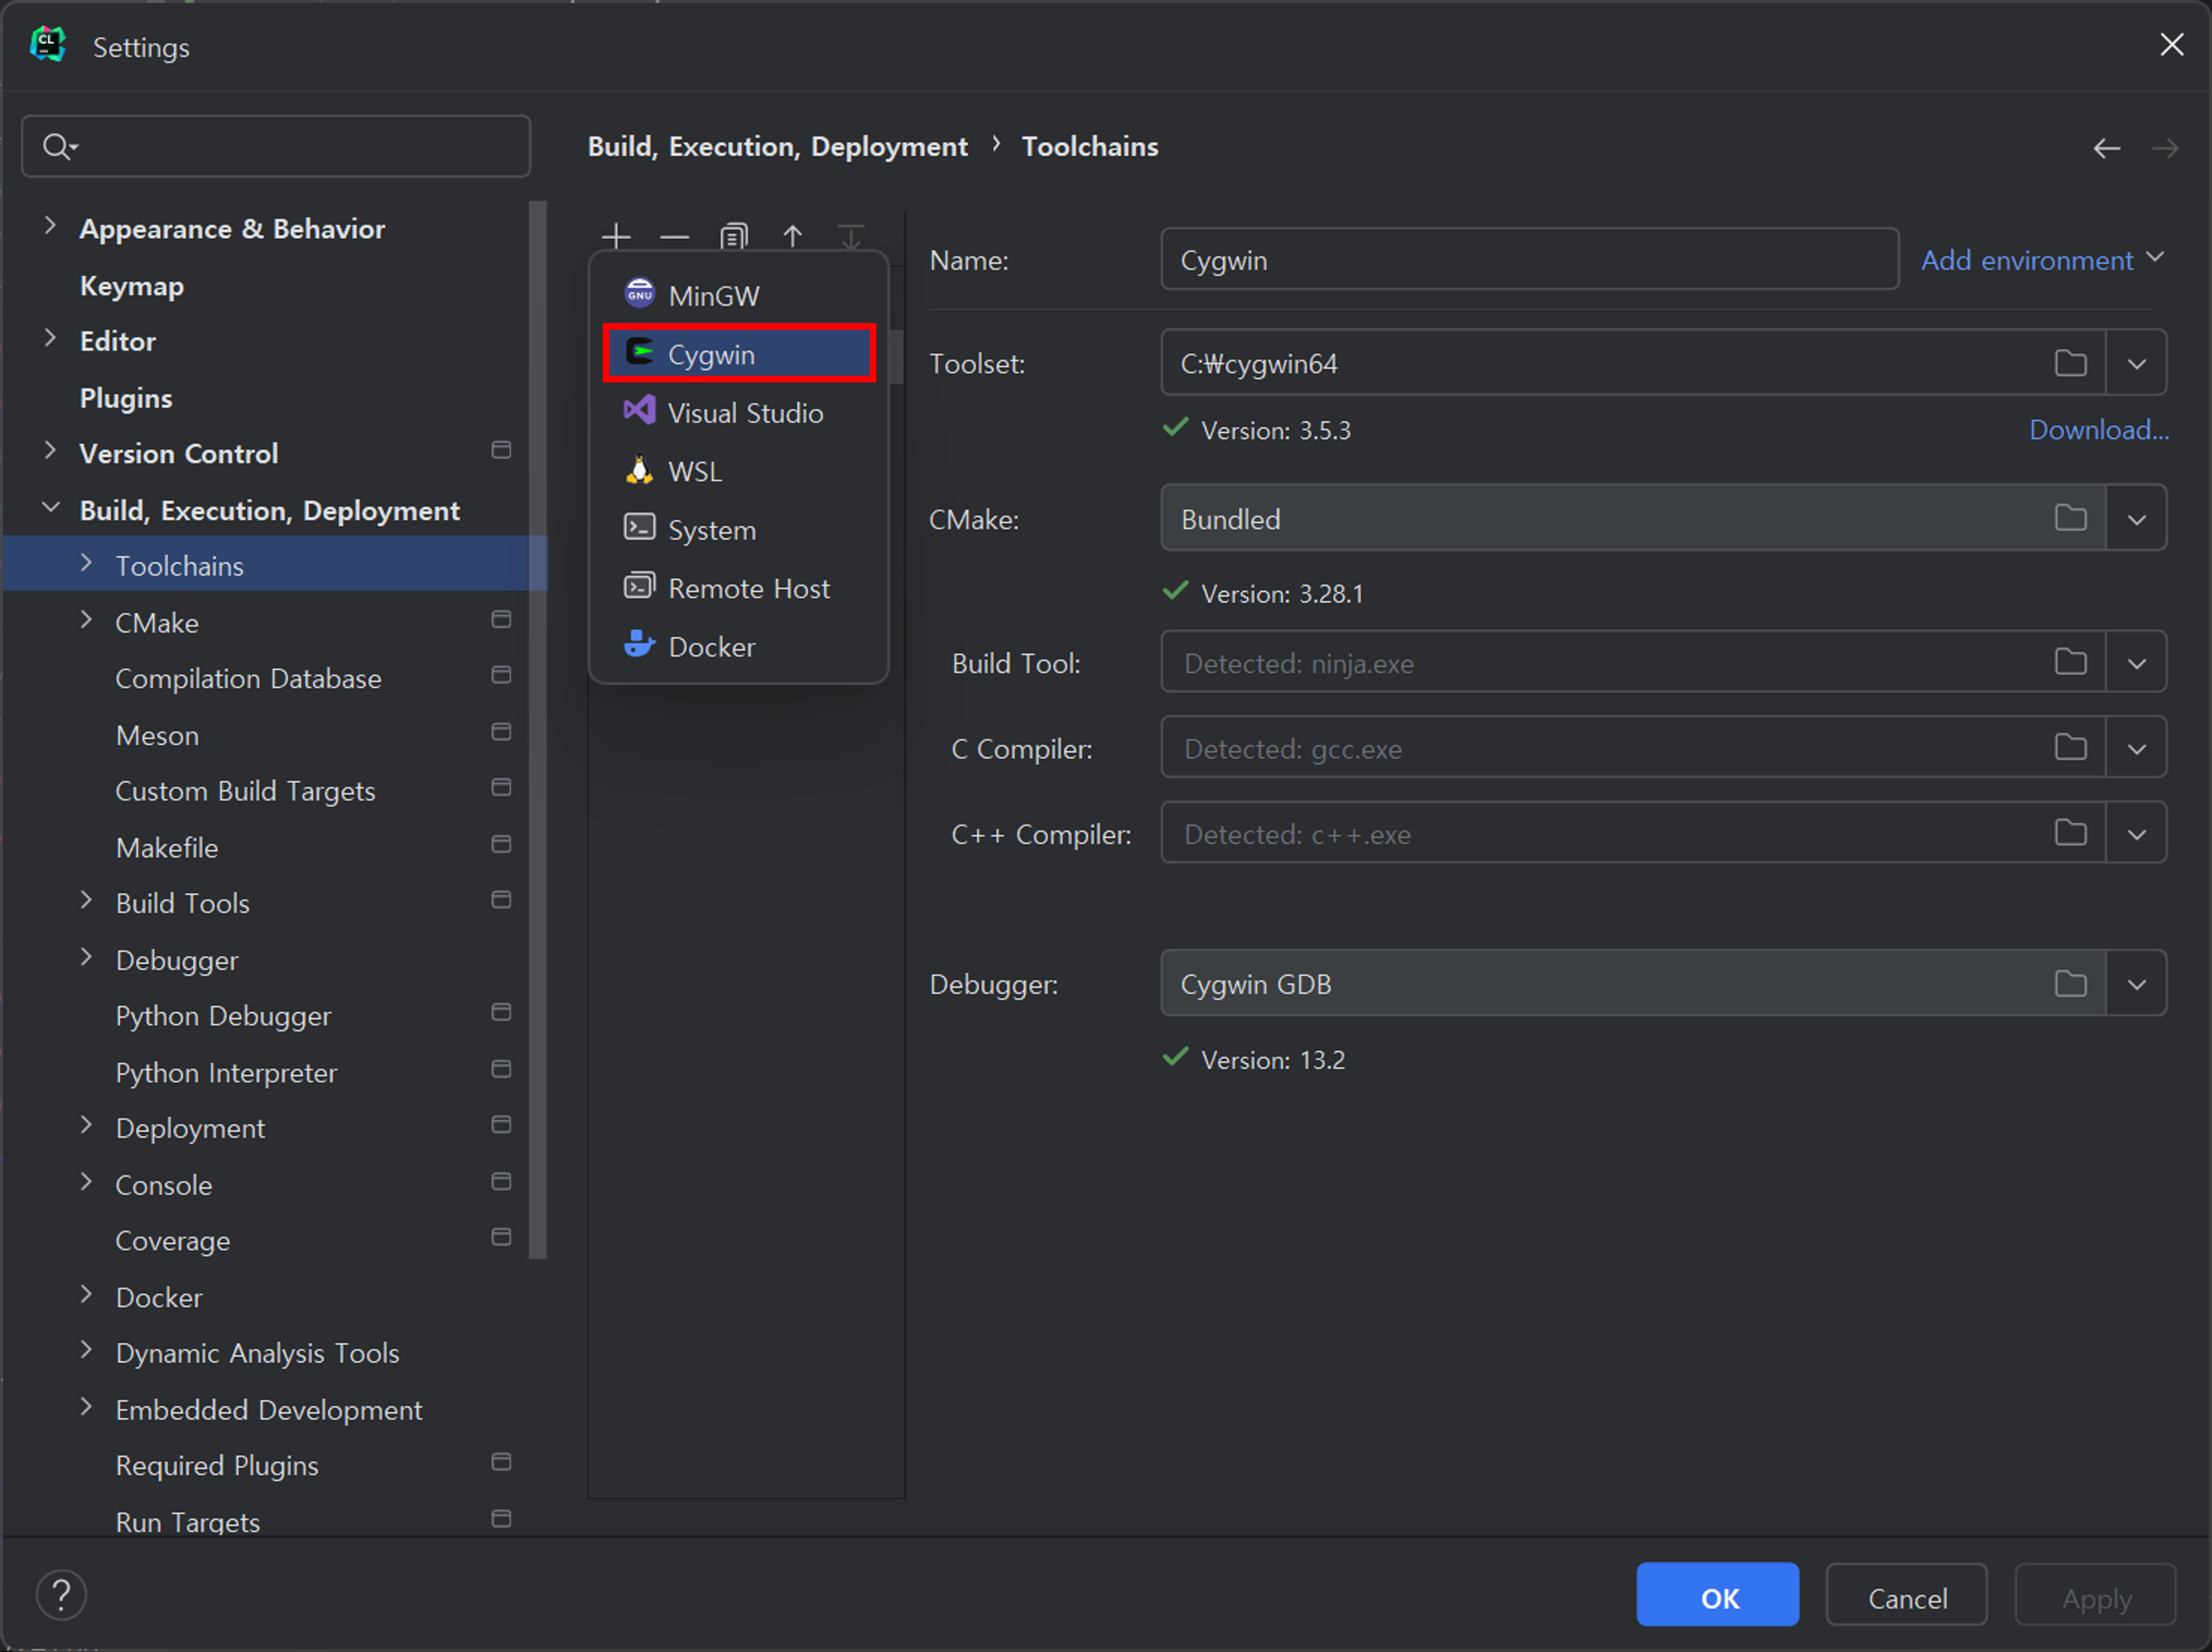 CL
Settings
Build, Execution, Deployment › Toolchains
Appearance & Behavior
Keymap
Editor
Plugins
Version Control
Build, Execution, Deployment
Toolchains
CMake
Compilation Database
Meson
Custom Build Targets
Makefile
Build Tools
Debugger
Python Debugger
Python Interpreter
Deployment
Console
Coverage
Docker
Dynamic Analysis Tools
Embedded Development
Required Plugins
Run Targets
GNU
MinGW
Cygwin
Visual Studio
WSL
System
Remote Host
Docker
Name: Cygwin Add environment
Toolset: C:₩cygwin64
Version: 3.5.3 Download...
CMake: Bundled
Version: 3.28.1
Build Tool: Detected: ninja.exe
C Compiler: Detected: gcc.exe
C++ Compiler: Detected: c++.exe
Debugger: Cygwin GDB
Version: 13.2
? OK Cancel Apply